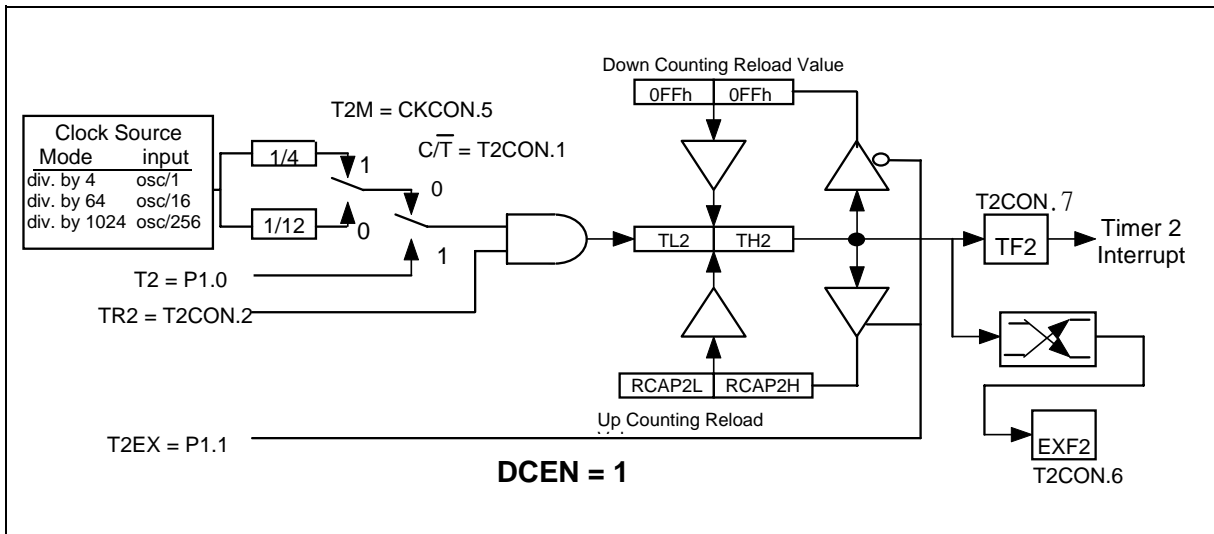 Down Counting Reload Value
0FFh 0FFh
T2M = CKCON.5
C/T̅ = T2CON.1
Clock Source
Mode input
div. by 4 osc/1
div. by 64 osc/16
div. by 1024 osc/256
1/4
1/12
1
0
0
1
T2 = P1.0
TR2 = T2CON.2
TL2 TH2
T2CON.7
TF2
Timer 2
Interrupt
RCAP2L RCAP2H
Up Counting Reload
T2EX = P1.1
DCEN = 1
EXF2
T2CON.6